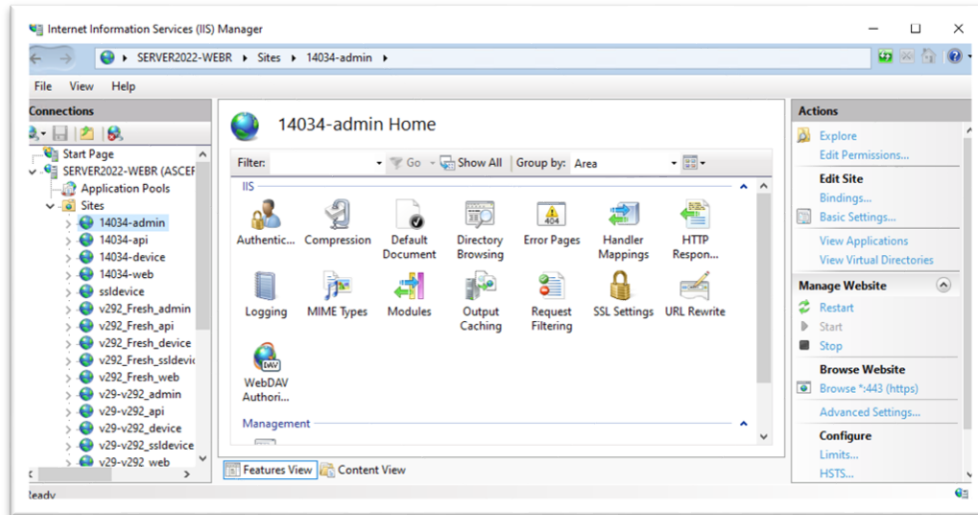 Internet Information Services (IIS) Manager
SERVER2022-WEBR Sites 14034-admin
File View Help
Connections
Start Page
SERVER2022-WEBR (ASCEF
Application Pools
Sites
14034-admin
14034-api
14034-device
14034-web
ssldevice
v292_Fresh_admin
v292_Fresh_api
v292_Fresh_device
v292_Fresh_ssldevic
v292_Fresh_web
v29-v292_admin
v29-v292_api
v29-v292_device
v29-v292_ssldevice
v29-v292 web
14034-admin Home
Filter: Go Show All Group by: Area
IIS
Authentic... Compression Default Document Directory Browsing Error Pages Handler Mappings HTTP Respon...
Logging MIME Types Modules Output Caching Request Filtering SSL Settings URL Rewrite
WebDAV Authori...
Management
Features View Content View
Actions
Explore
Edit Permissions...
Edit Site
Bindings...
Basic Settings...
View Applications
View Virtual Directories
Manage Website
Restart
Start
Stop
Browse Website
Browse *:443 (https)
Advanced Settings...
Configure
Limits...
HSTS...
Ready